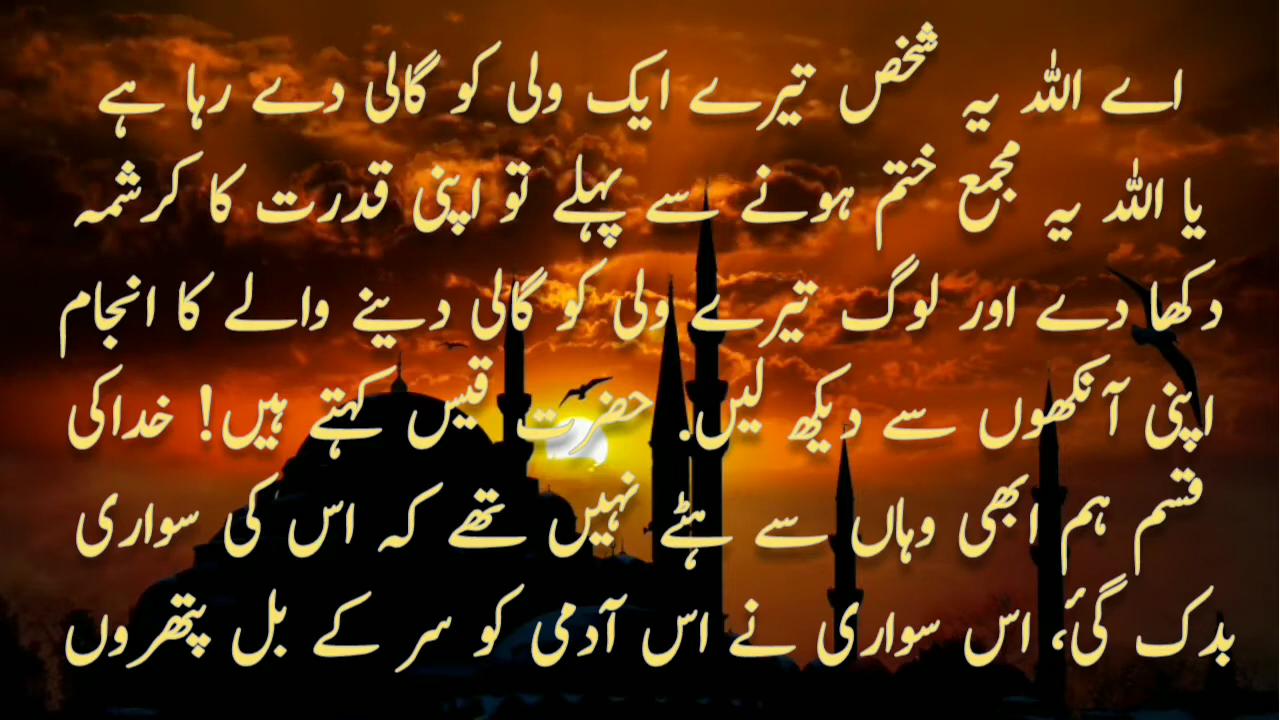 اے اللہ یہ شخص تیرے ایک ولی کو گالی دے رہا ہے
یا اللہ یہ مجمع ختم ہونے سے پہلے تو اپنی قدرت کا کرشمہ
دکھا دے اور لوگ تیرے ولی کو گالی دینے والے کا انجام
اپنی آنکھوں سے دیکھ لیں. حضرت قیس کہتے ہیں! خداکی
قسم ہم ابھی وہاں سے ہٹے نہیں تھے کہ اس کی سواری
بدک گئ، اس سواری نے اس آدمی کو سر کے بل پتھروں